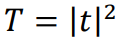 T = |t|²